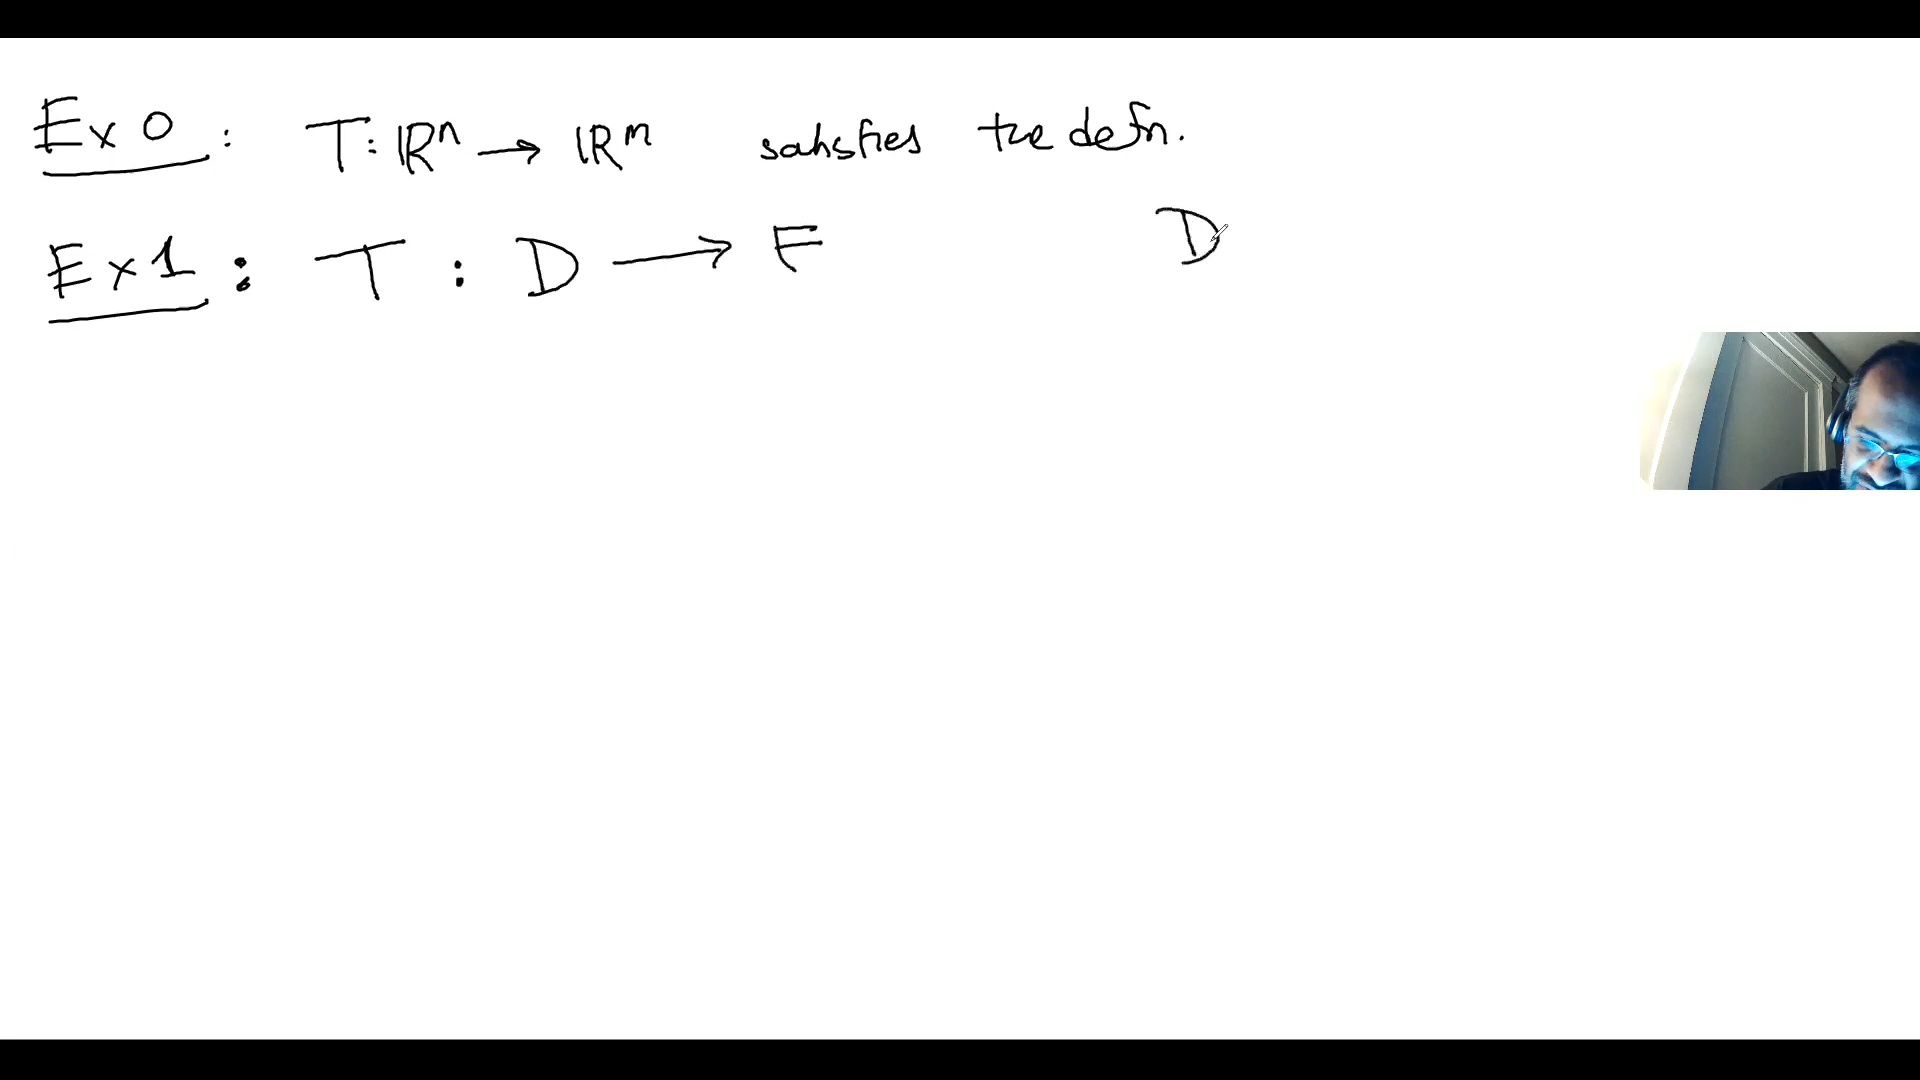 Ex 0 : T : ℝⁿ → ℝᵐ satisfies the defn.
Ex 1 : T : D → F D